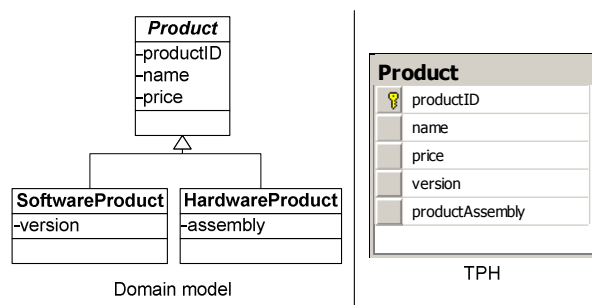 Product
-productID
-name
-price
SoftwareProduct
-version
HardwareProduct
-assembly
Domain model
Product
productID
name
price
version
productAssembly
TPH